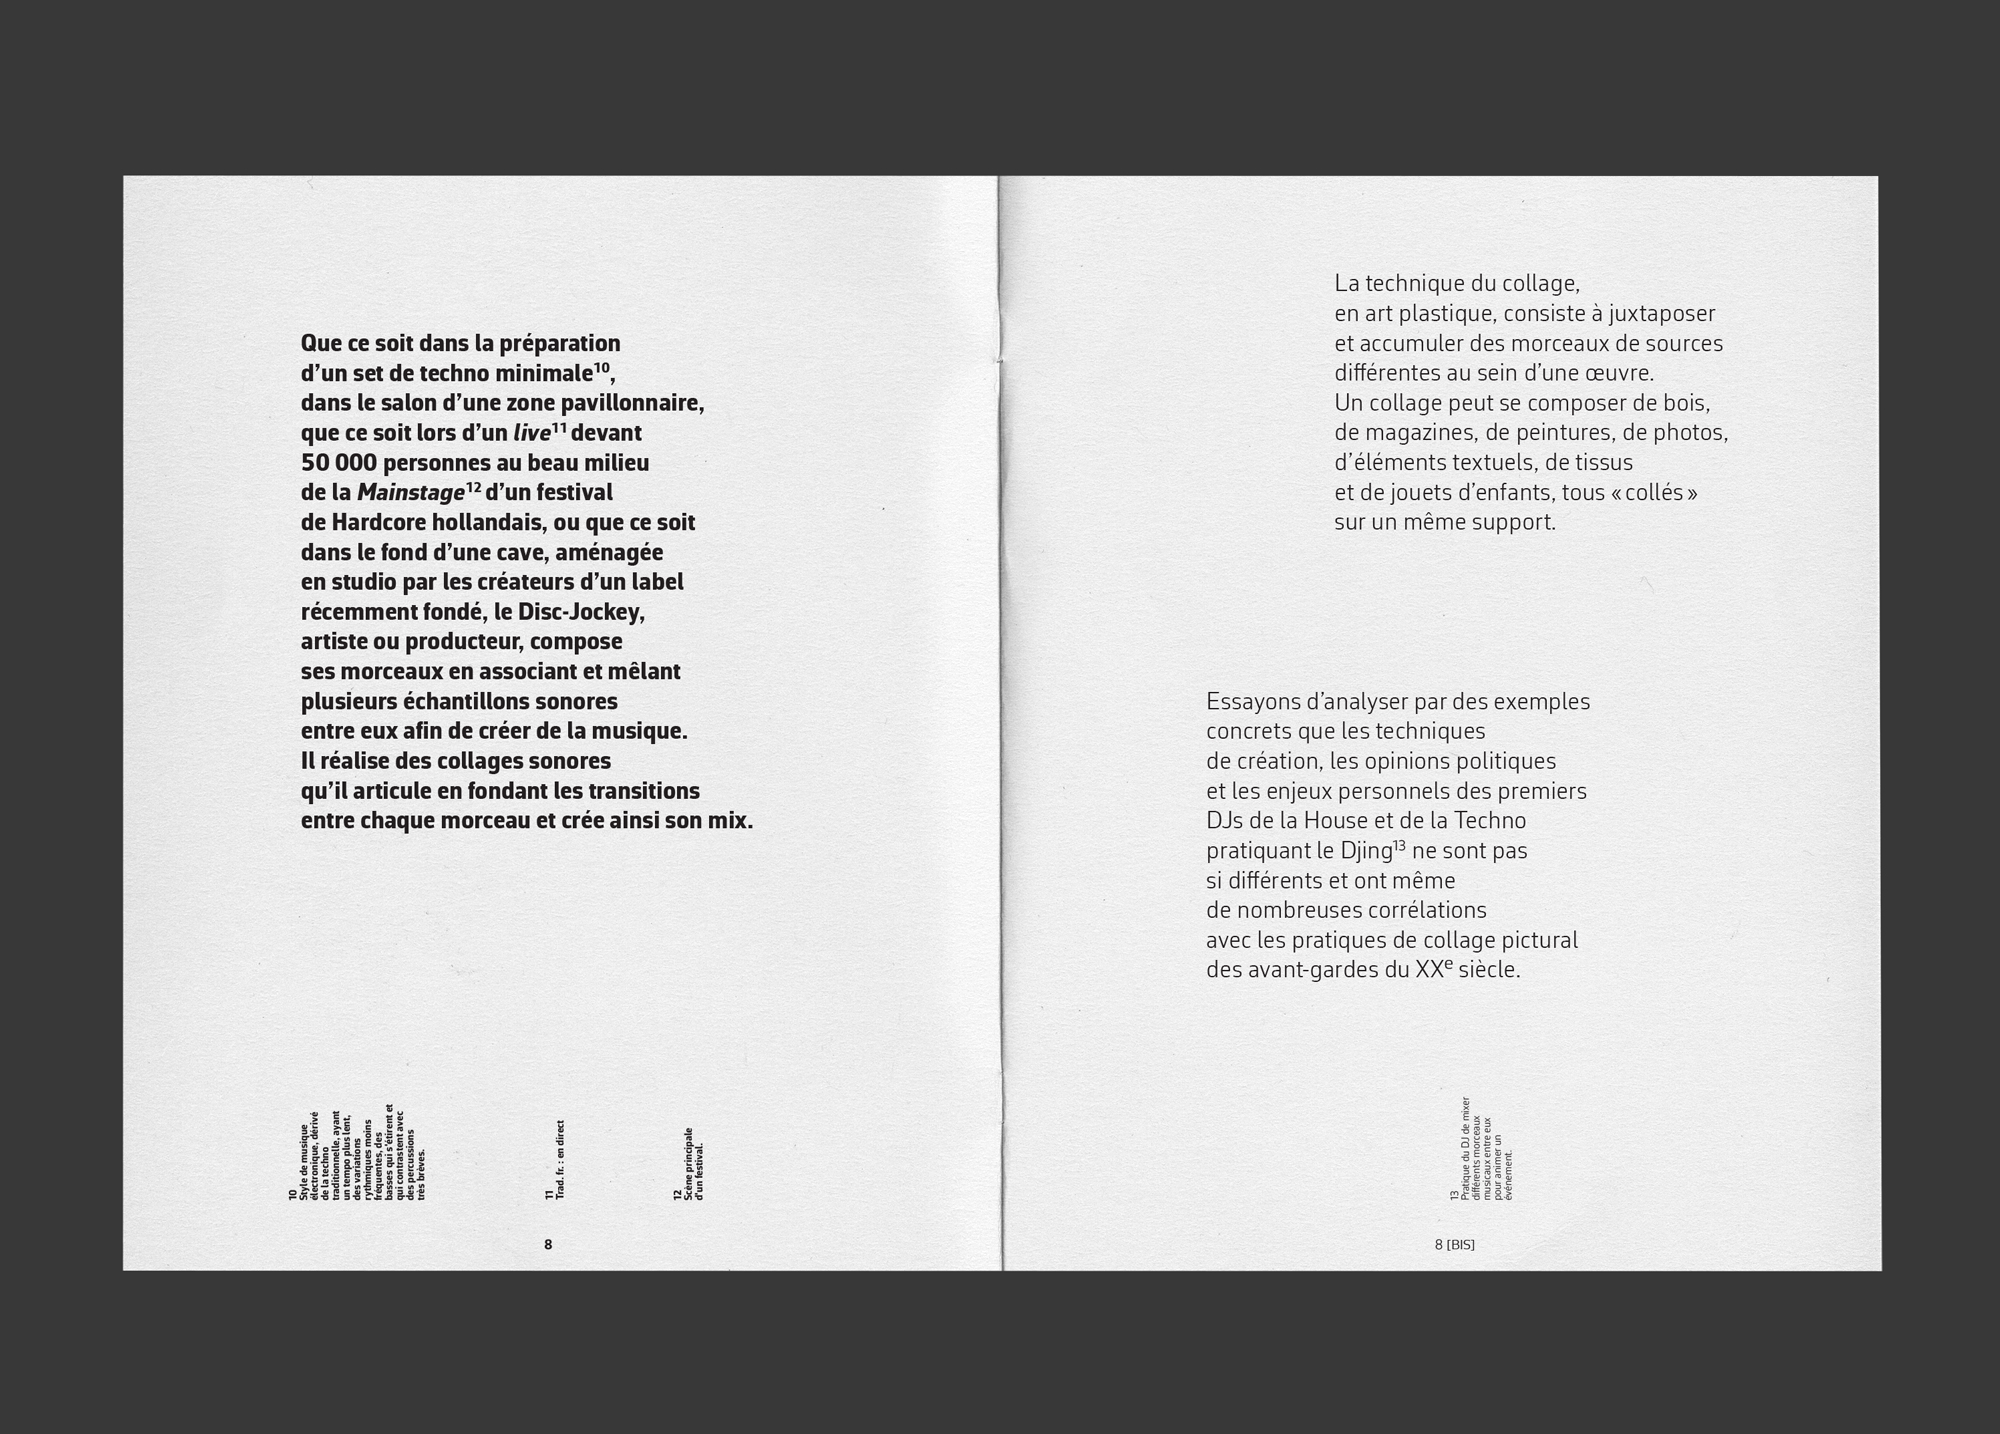 Que ce soit dans la préparation
d’un set de techno minimale¹⁰,
dans le salon d’une zone pavillonnaire,
que ce soit lors d’un live¹¹ devant
50 000 personnes au beau milieu
de la Mainstage¹² d’un festival
de Hardcore hollandais, ou que ce soit
dans le fond d’une cave, aménagée
en studio par les créateurs d’un label
récemment fondé, le Disc-Jockey,
artiste ou producteur, compose
ses morceaux en associant et mêlant
plusieurs échantillons sonores
entre eux afin de créer de la musique.
Il réalise des collages sonores
qu’il articule en fondant les transitions
entre chaque morceau et crée ainsi son mix.
10
Style de musique
électronique, dérivé
de la techno
traditionnelle, ayant
un tempo plus lent,
des variations
rythmiques moins
fréquentes, des
basses qui s’étirent et
qui contrastent avec
des percussions
très brèves.
11
Trad. fr. : en direct
12
Scène principale
d’un festival.
8
La technique du collage,
en art plastique, consiste à juxtaposer
et accumuler des morceaux de sources
différentes au sein d’une œuvre.
Un collage peut se composer de bois,
de magazines, de peintures, de photos,
d’éléments textuels, de tissus
et de jouets d’enfants, tous « collés »
sur un même support.
Essayons d’analyser par des exemples
concrets que les techniques
de création, les opinions politiques
et les enjeux personnels des premiers
DJs de la House et de la Techno
pratiquant le Djing¹³ ne sont pas
si différents et ont même
de nombreuses corrélations
avec les pratiques de collage pictural
des avant-gardes du XXᵉ siècle.
13
Pratique du DJ de mixer
différents morceaux
musicaux entre eux
pour animer un
événement.
8 [BIS]